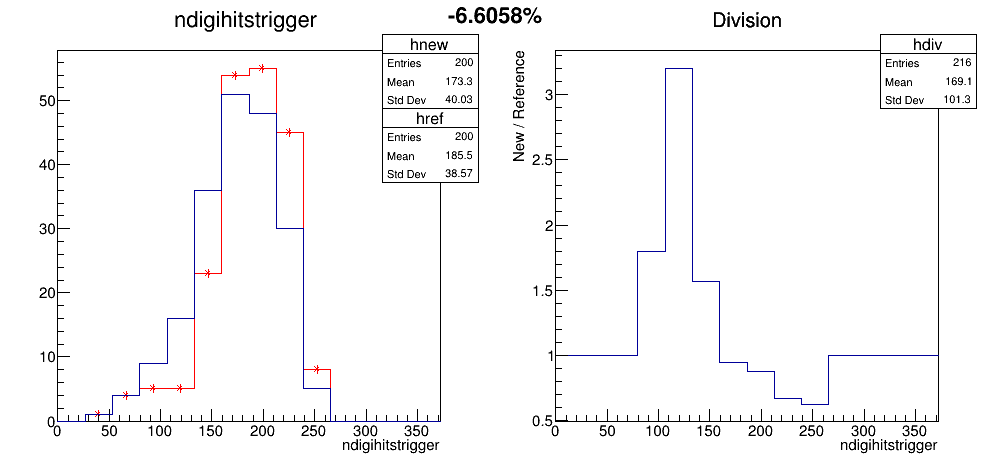 -6.6058%
ndigihitstrigger
hnew
Entries 200
Mean 173.3
Std Dev 40.03
href
Entries 200
Mean 185.5
Std Dev 38.57
50
40
30
20
10
0
0 50 100 150 200 250 300 350
ndigihitstrigger
Division
hdiv
Entries 216
Mean 169.1
Std Dev 101.3
New / Reference
3
2.5
2
1.5
1
0.5
0 50 100 150 200 250 300 350
ndigihitstrigger